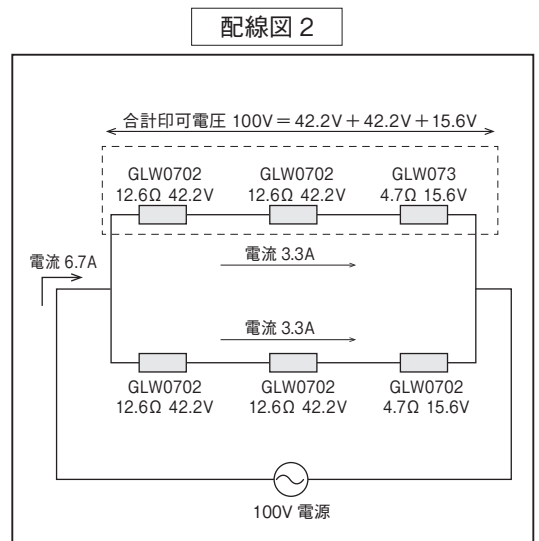 配線図 2
合計印可電圧 100V = 42.2V + 42.2V + 15.6V
GLW0702 GLW0702 GLW073
12.6Ω 42.2V 12.6Ω 42.2V 4.7Ω 15.6V
電流 6.7A
電流 3.3A
電流 3.3A
GLW0702 GLW0702 GLW0702
12.6Ω 42.2V 12.6Ω 42.2V 4.7Ω 15.6V
100V 電源